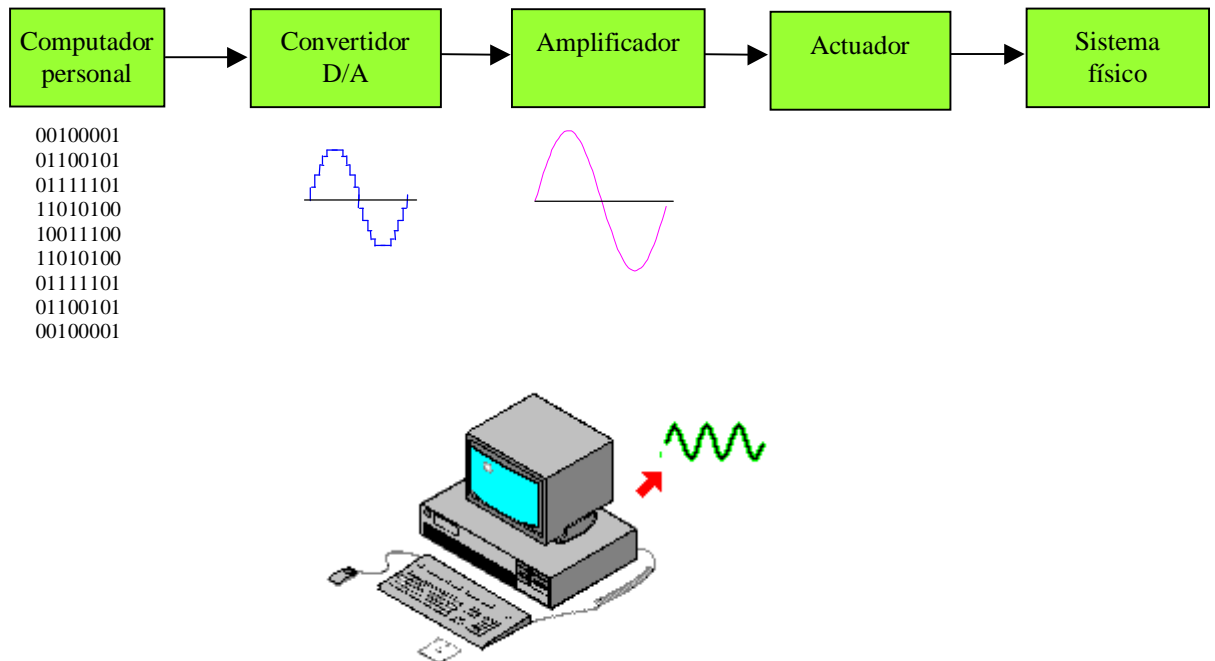 Computador
personal
Convertidor
D/A
Amplificador
Actuador
Sistema
físico
00100001
01100101
01111101
11010100
10011100
11010100
01111101
01100101
00100001